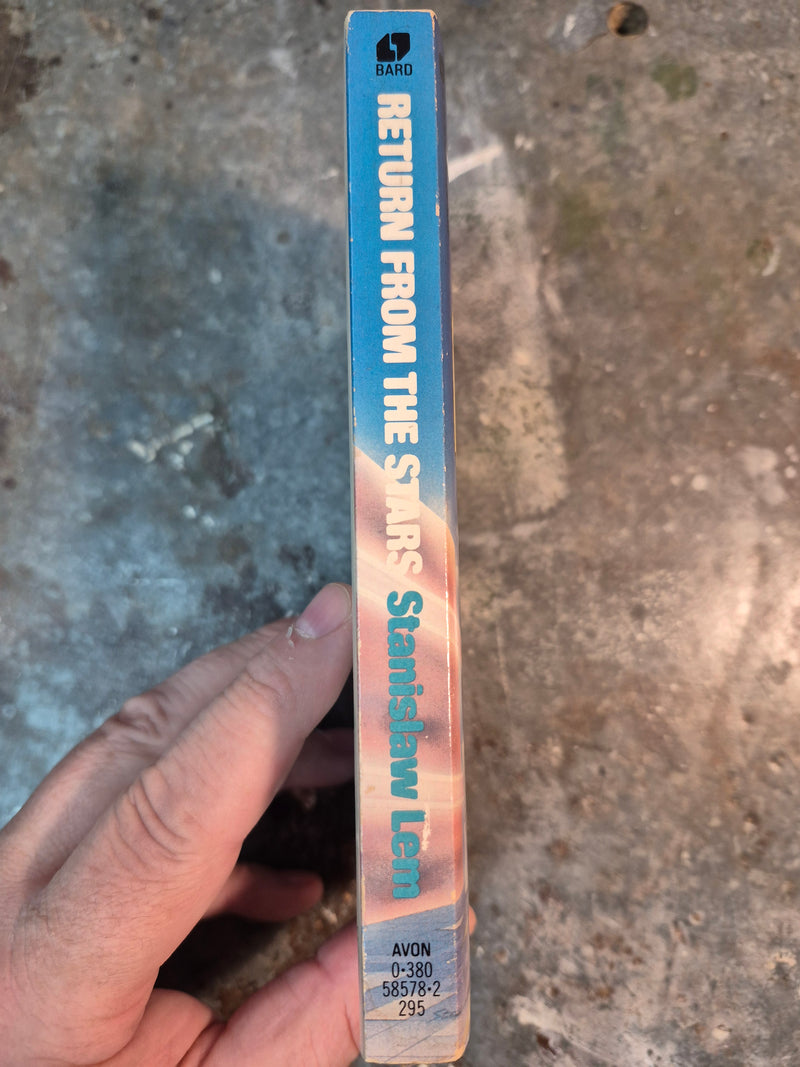 BARD
RETURN FROM THE STARS Stanislaw Lem
AVON
0•380
58578•2
295